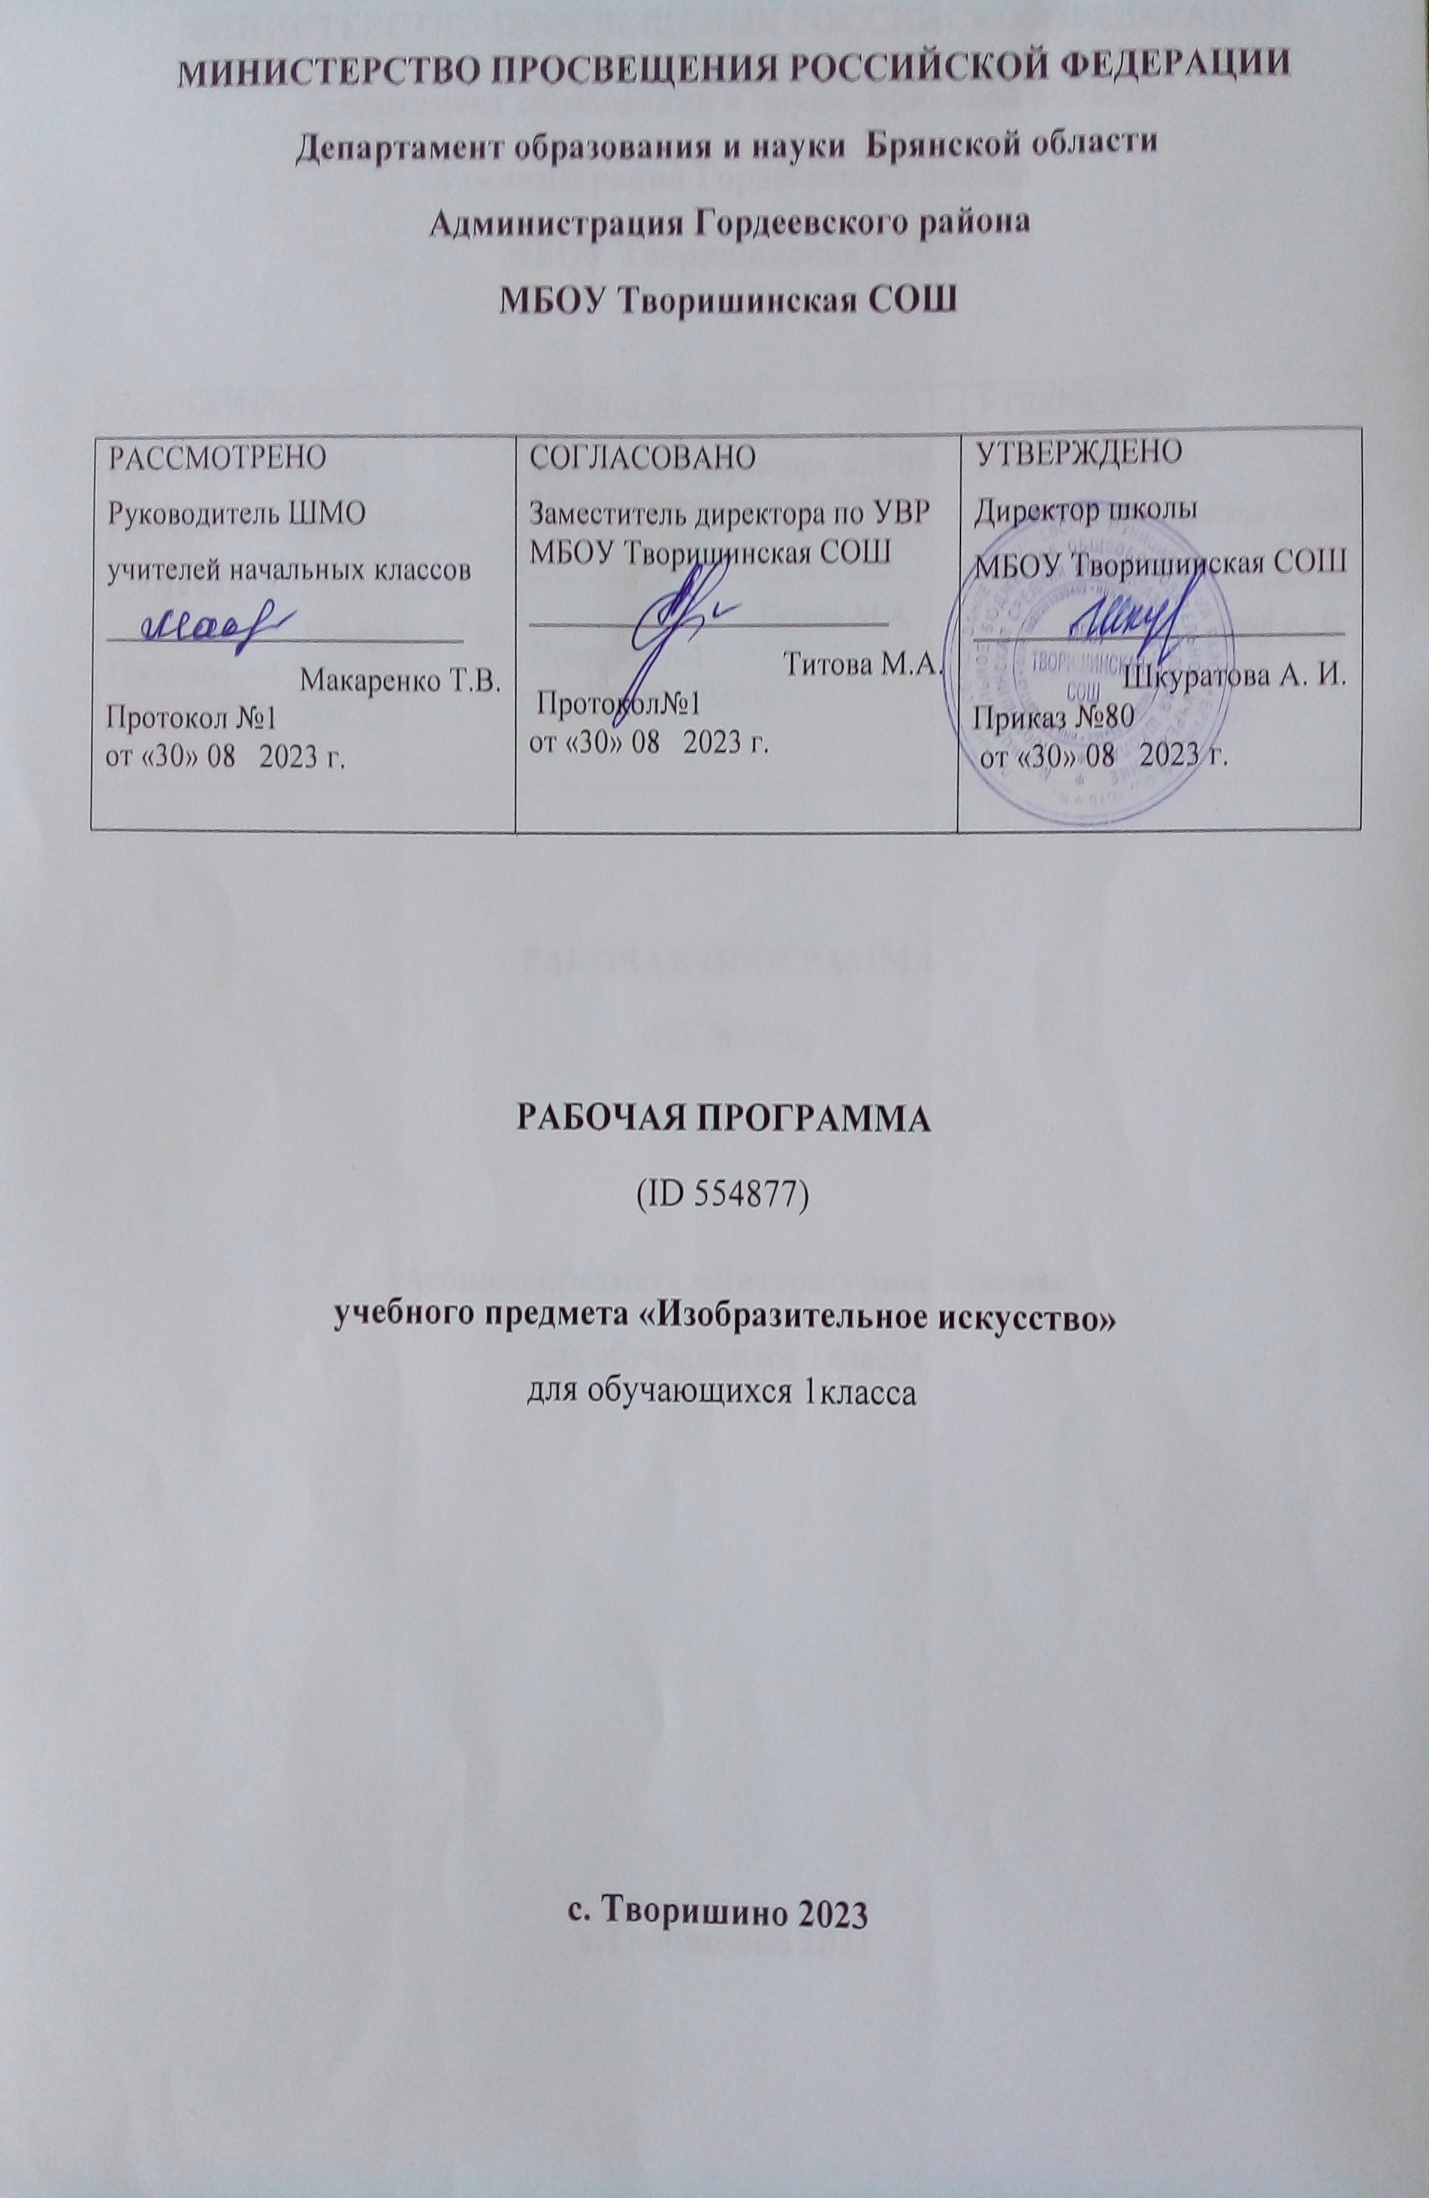 МИНИСТЕРСТВО ПРОСВЕЩЕНИЯ РОССИЙСКОЙ ФЕДЕРАЦИИ
Департамент образования и науки Брянской области
Администрация Гордеевского района
МБОУ Творишинская СОШ
РАССМОТРЕНО
Руководитель ШМО
учителей начальных классов
Макаренко Т.В.
Протокол №1
от «30» 08 2023 г.
СОГЛАСОВАНО
Заместитель директора по УВР
МБОУ Творишинская СОШ
Титова М.А.
Протокол№1
от «30» 08 2023 г.
УТВЕРЖДЕНО
Директор школы
МБОУ Творишинская СОШ
Шкуратова А. И.
Приказ №80
от «30» 08 2023 г.
ТВОРИШИНСКАЯ
СОШ
РАБОЧАЯ ПРОГРАММА
(ID 554877)
учебного предмета «Изобразительное искусство»
для обучающихся 1класса
с. Творишино 2023